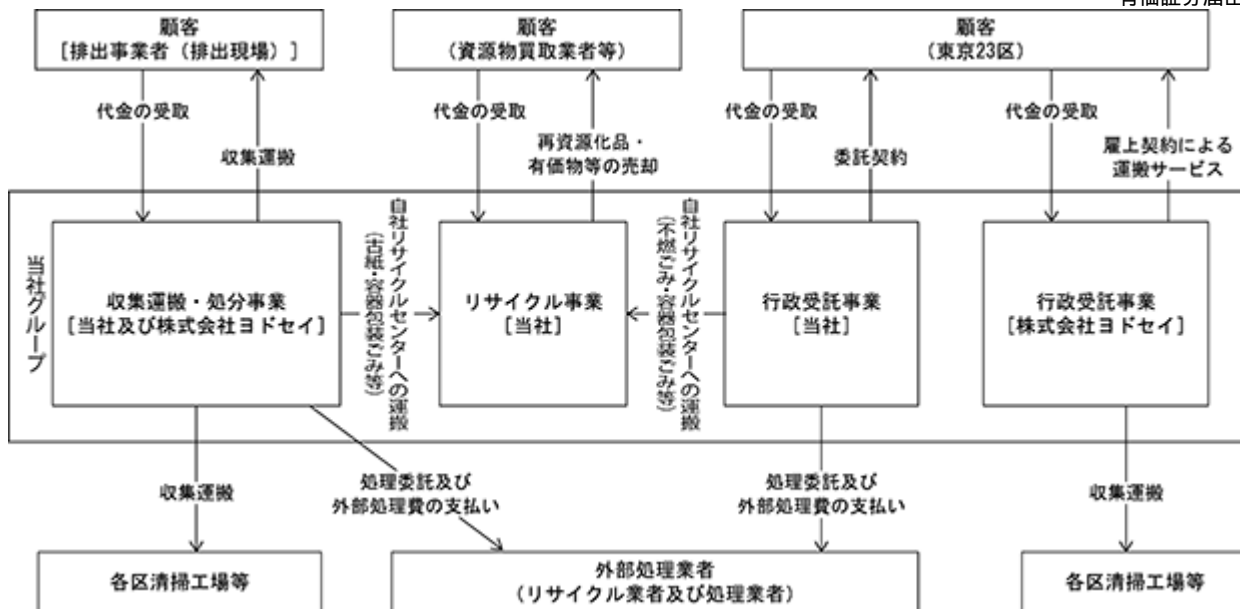 有価証券届出
顧客
[排出事業者（排出現場）]
顧客
（資源物買取業者等）
顧客
（東京23区）
代金の受取
収集運搬
代金の受取
再資源化品・
有価物等の売却
代金の受取
委託契約
代金の受取
雇上契約による
運搬サービス
当社グループ
収集運搬・処分事業
[当社及び株式会社ヨドセイ]
自社リサイクルセンターへの運搬
（古紙・容器包装ごみ等）
リサイクル事業
[当社]
自社リサイクルセンターへの運搬
（不燃ごみ・容器包装ごみ等）
行政受託事業
[当社]
行政受託事業
[株式会社ヨドセイ]
収集運搬
処理委託及び
外部処理費の支払い
処理委託及び
外部処理費の支払い
収集運搬
各区清掃工場等
外部処理業者
（リサイクル業者及び処理業者）
各区清掃工場等